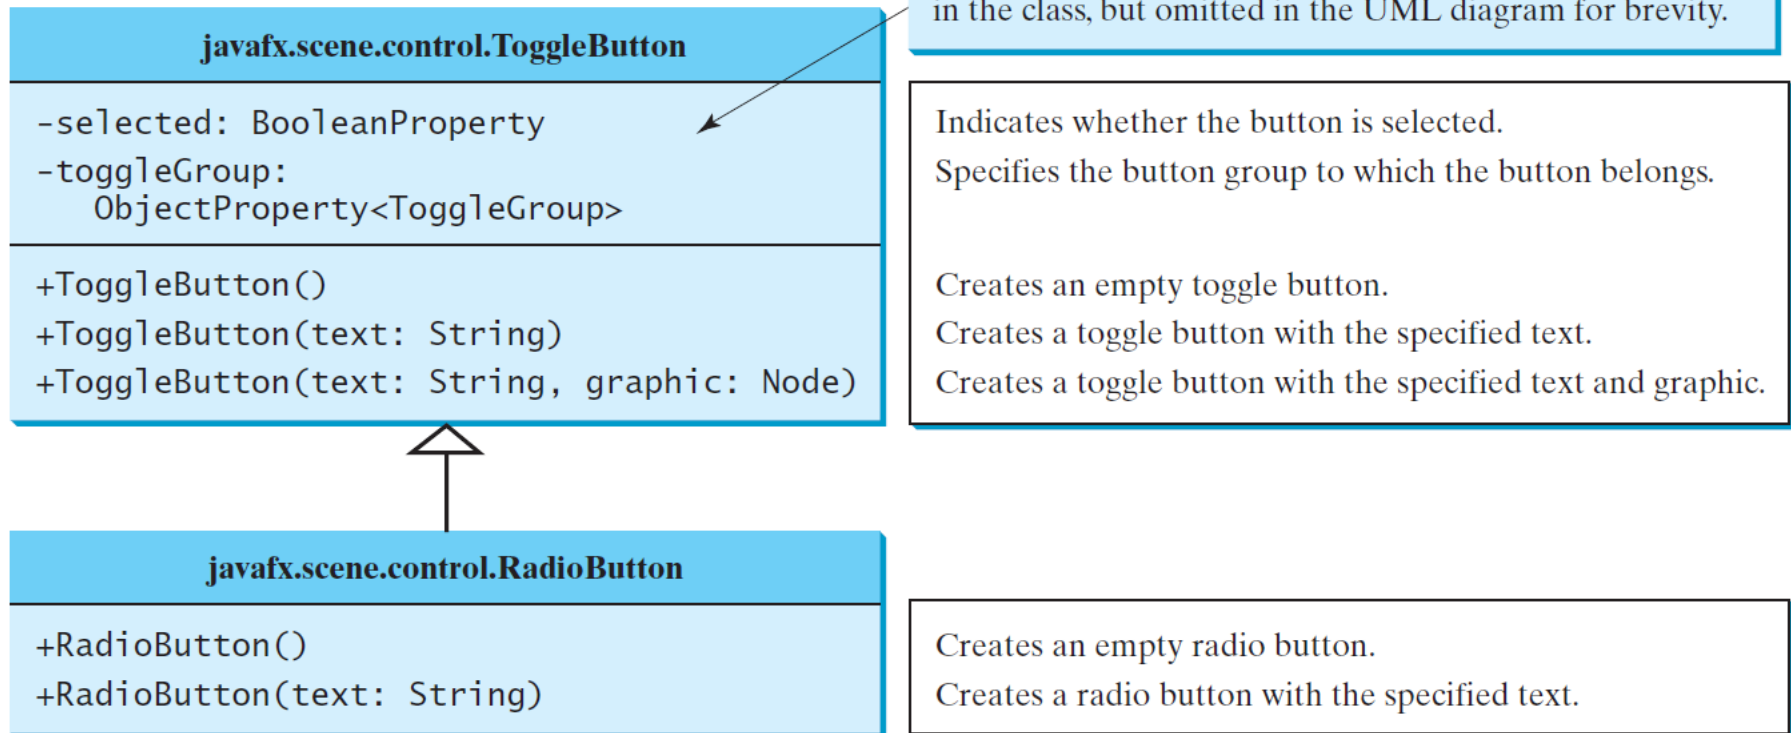 in the class, but omitted in the UML diagram for brevity.
javafx.scene.control.ToggleButton
-selected: BooleanProperty
Indicates whether the button is selected.
-toggleGroup:
ObjectProperty<ToggleGroup>
Specifies the button group to which the button belongs.
+ToggleButton()
Creates an empty toggle button.
+ToggleButton(text: String)
Creates a toggle button with the specified text.
+ToggleButton(text: String, graphic: Node)
Creates a toggle button with the specified text and graphic.
javafx.scene.control.RadioButton
+RadioButton()
Creates an empty radio button.
+RadioButton(text: String)
Creates a radio button with the specified text.